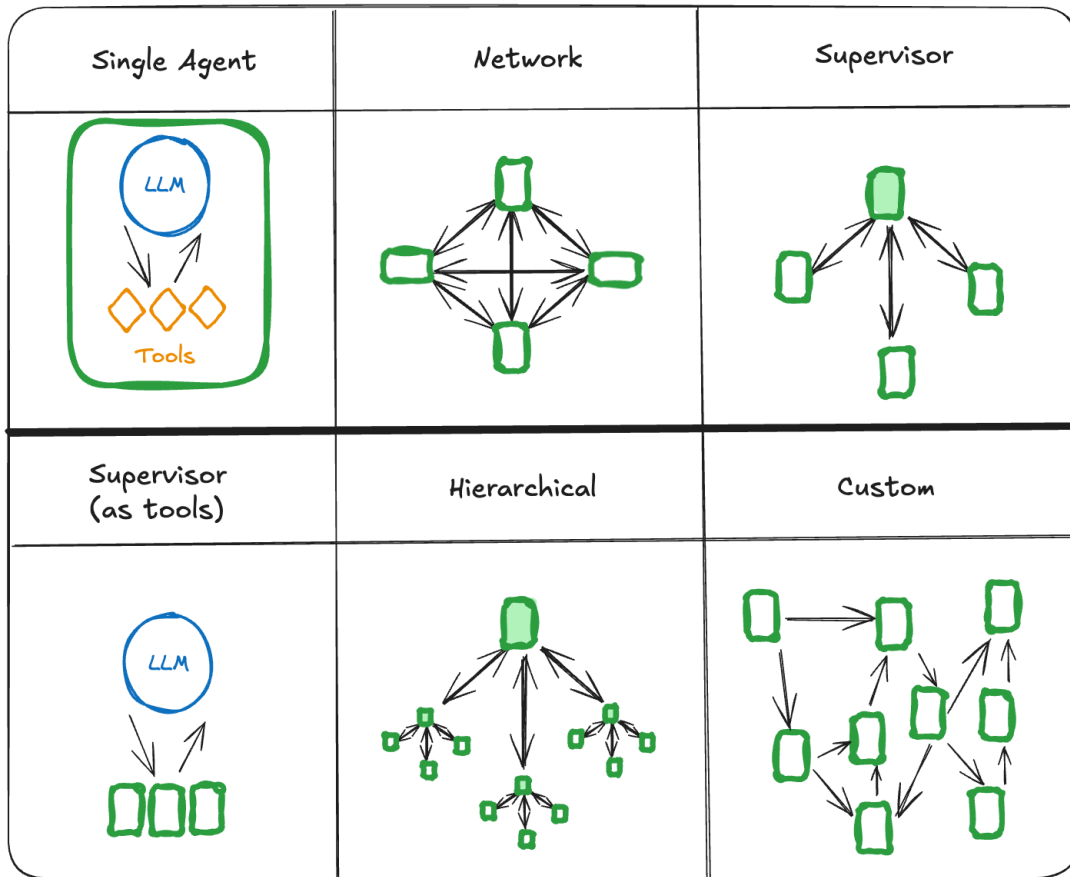 Single Agent
Network
Supervisor
LLM
Tools
Supervisor
(as tools)
Hierarchical
Custom
LLM